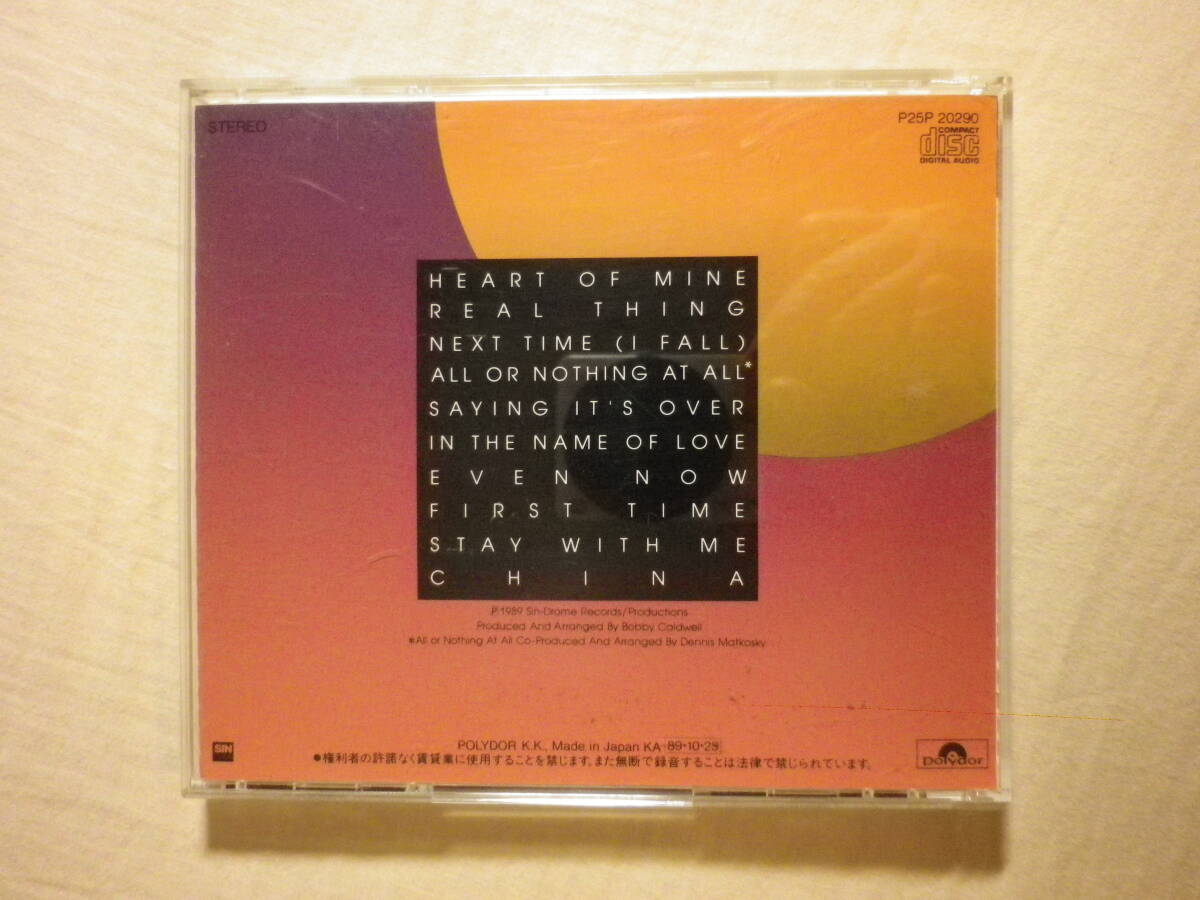 STEREO
P25P 20290
COMPACT
disc
DIGITAL AUDIO
HEART OF MINE
REAL THING
NEXT TIME (I FALL)
ALL OR NOTHING AT ALL*
SAYING IT'S OVER
IN THE NAME OF LOVE
EVEN NOW
FIRST TIME
STAY WITH ME
CHINA
℗1989 Sin-Drome Records/Productions
Produced And Arranged By Bobby Caldwell
*All or Nothing At All Co-Produced And Arranged By Dennis Matkosky
SIN
POLYDOR K.K., Made in Japan KA 89·10·25
●権利者の許諾なく賃貸業に使用することを禁じます。また無断で録音することは法律で禁じられています。
Polydor